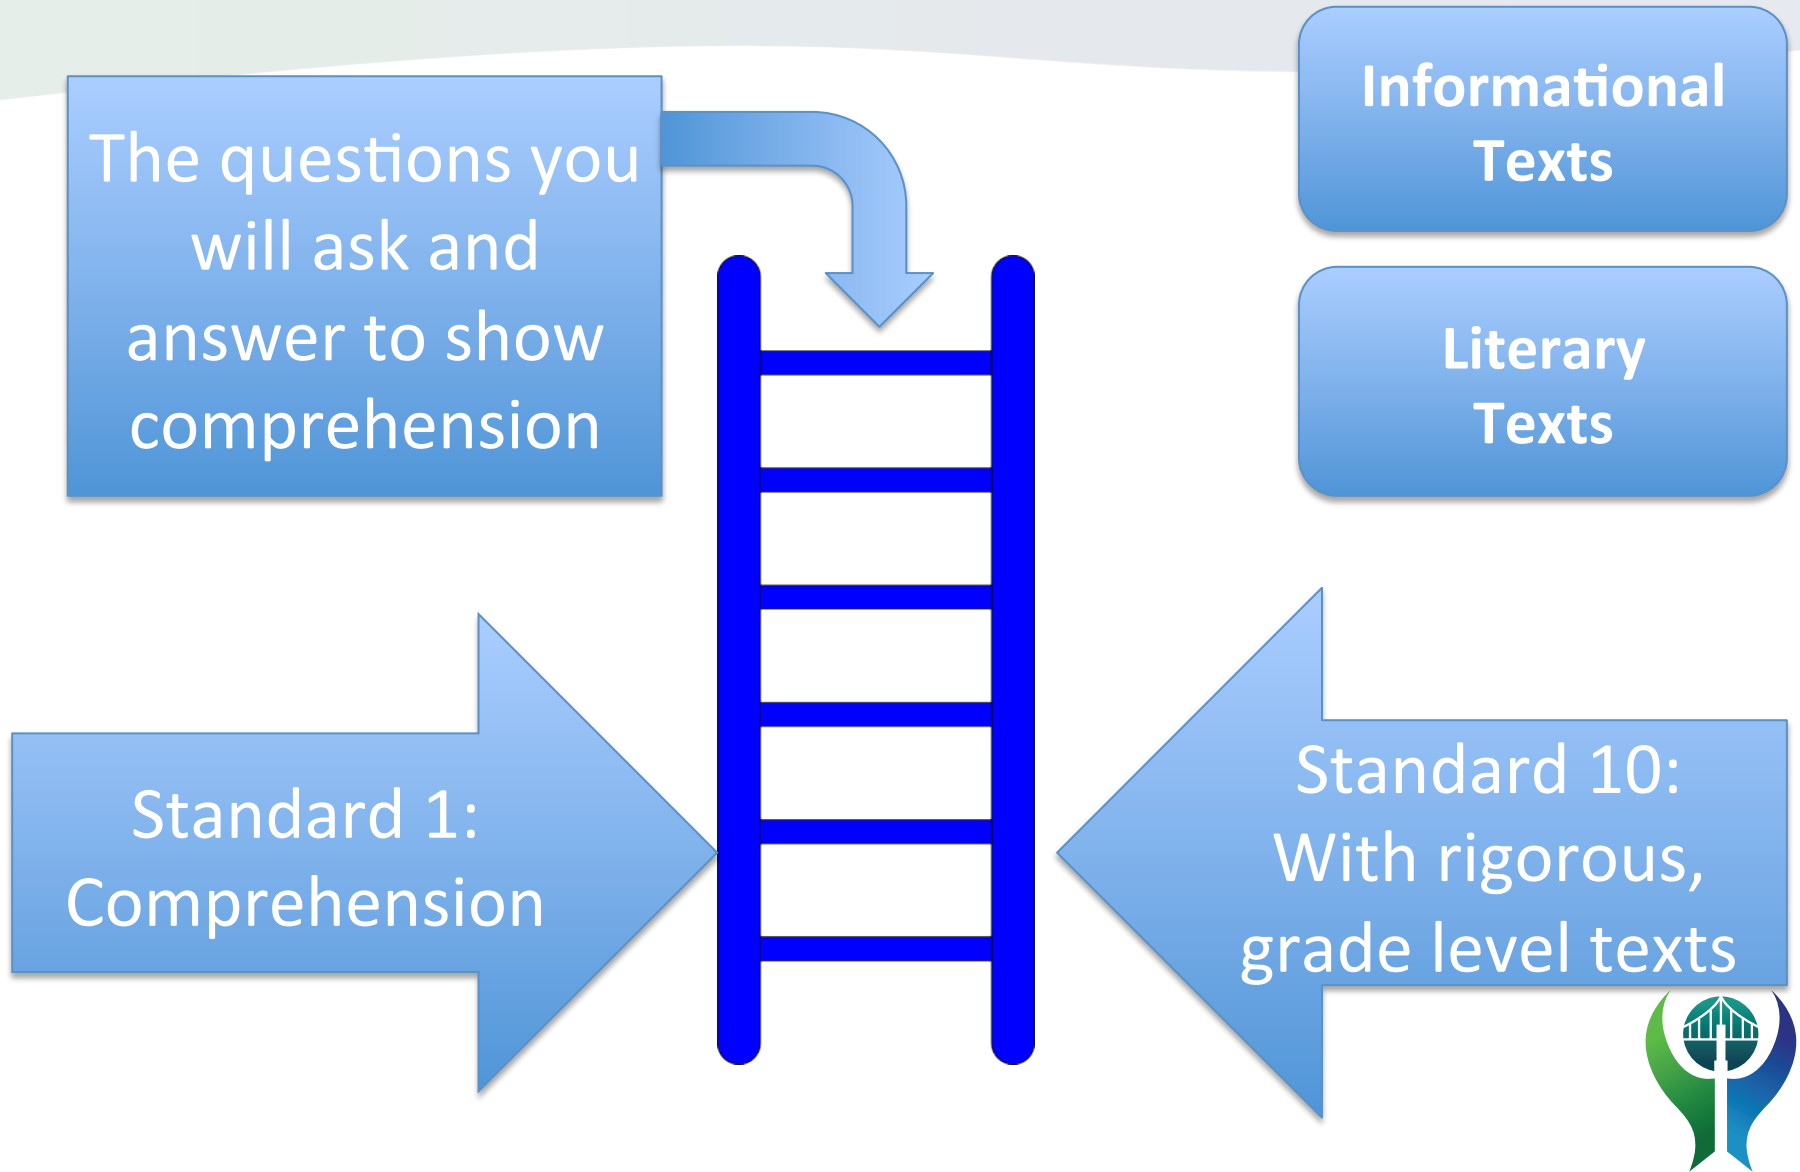 The questions you
will ask and
answer to show
comprehension
Informational
Texts
Literary
Texts
Standard 1:
Comprehension
Standard 10:
With rigorous,
grade level texts